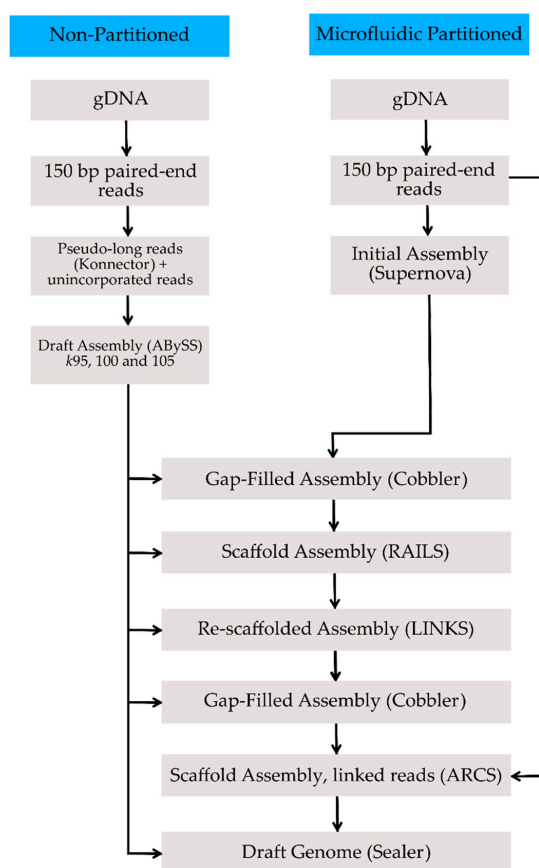 Non-Partitioned
Microfluidic Partitioned
gDNA
gDNA
150 bp paired-end
reads
150 bp paired-end
reads
Pseudo-long reads
(Konnector) +
unincorporated reads
Initial Assembly
(Supernova)
Draft Assembly (ABySS)
k95, 100 and 105
Gap-Filled Assembly (Cobbler)
Scaffold Assembly (RAILS)
Re-scaffolded Assembly (LINKS)
Gap-Filled Assembly (Cobbler)
Scaffold Assembly, linked reads (ARCS)
Draft Genome (Sealer)